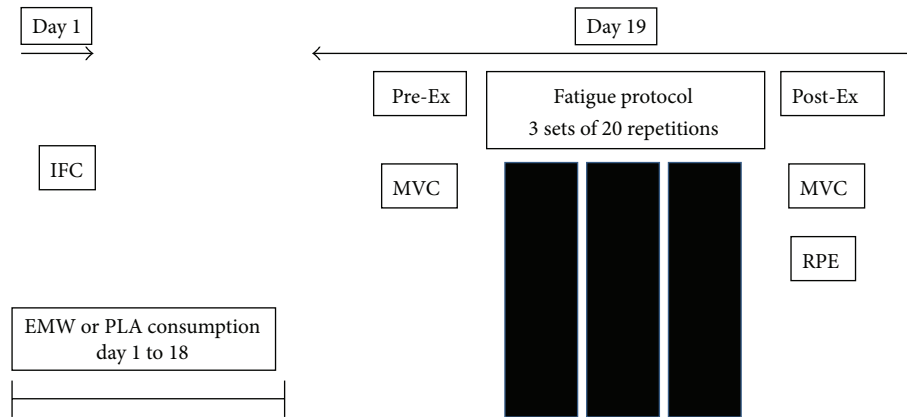 Day 1
Day 19
Pre-Ex
Fatigue protocol
3 sets of 20 repetitions
Post-Ex
IFC
MVC
MVC
RPE
EMW or PLA consumption
day 1 to 18